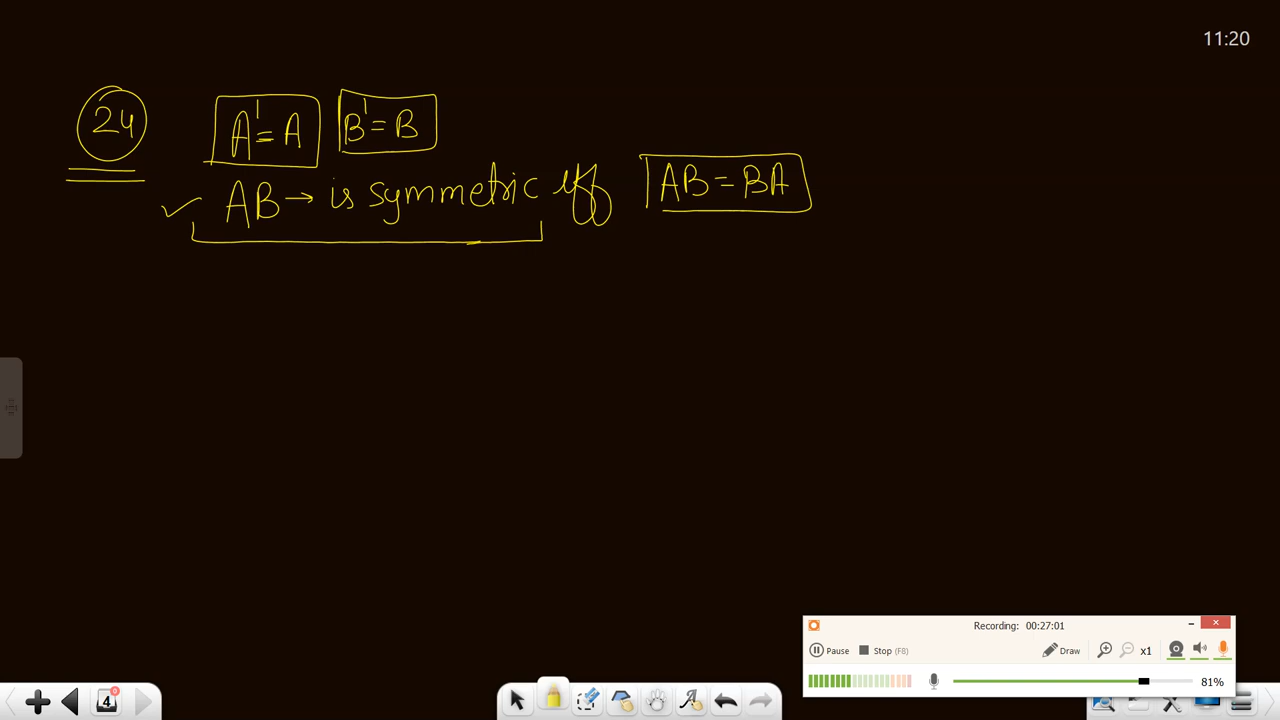 11:20
24 A'=A B'=B
AB→ is symmetric iff AB=BA
Recording: 00:27:01
Pause Stop (F8) Draw x1
81%
4 0